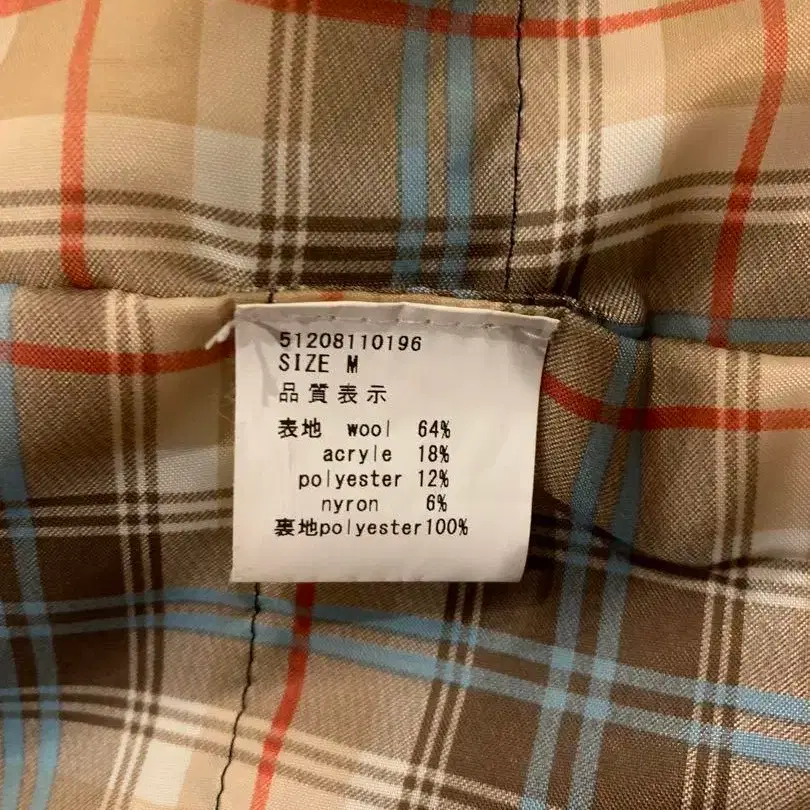 51208110196
SIZE M
品質表示
表地 wool 64%
acryle 18%
polyester 12%
nyron 6%
裏地polyester100%